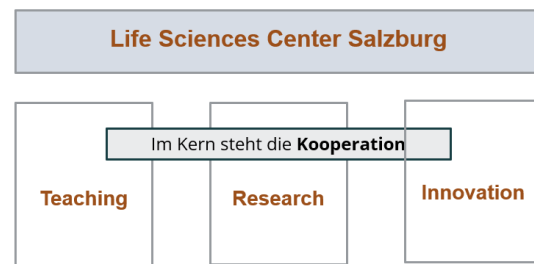 Life Sciences Center Salzburg
Im Kern steht die Kooperation
Teaching
Research
Innovation